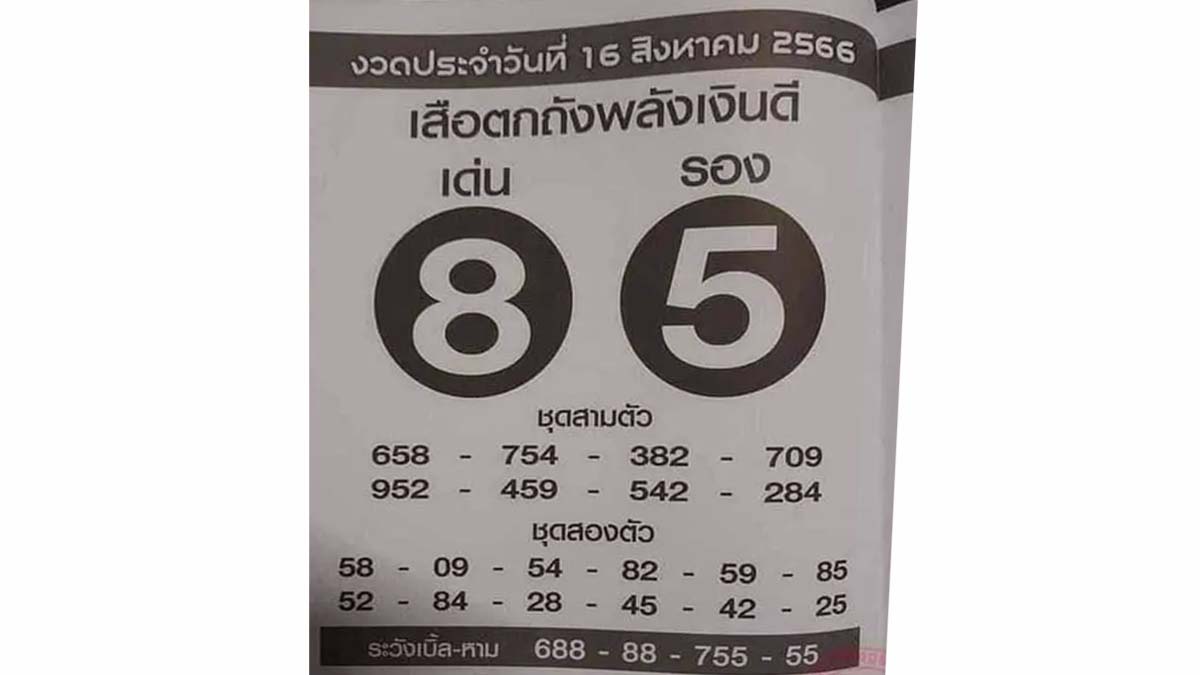 งวดประจำวันที่ 16 สิงหาคม 2566
เสือตกถังพลังเงินดี
เด่น รอง
8 5
ชุดสามตัว
658 - 754 - 382 - 709
952 - 459 - 542 - 284
ชุดสองตัว
58 - 09 - 54 - 82 - 59 - 85
52 - 84 - 28 - 45 - 42 - 25
ระวังเบิ้ล-หาม 688 - 88 - 755 - 55